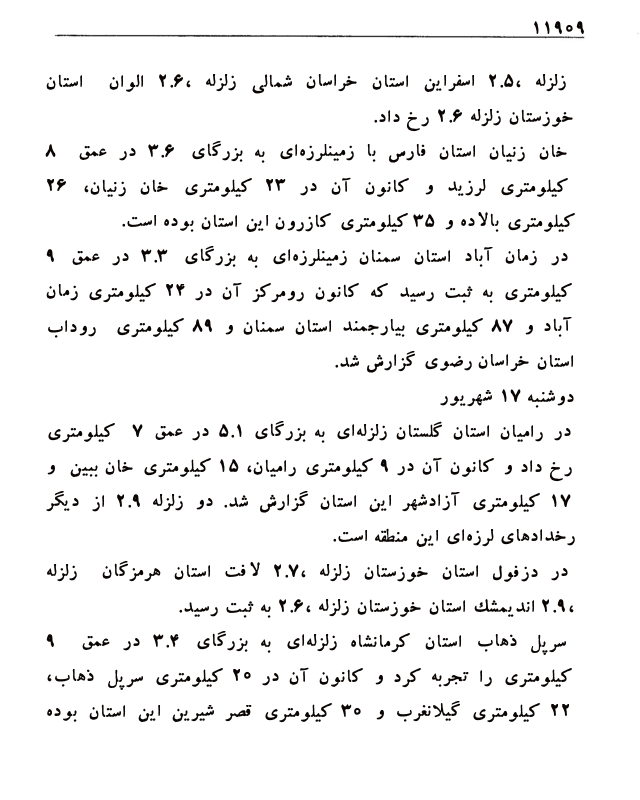 ۱۱۹۵۹
زلزله ،۲.۵ اسفراین استان خراسان شمالی زلزله ،۲.۶ الوان استان
خوزستان زلزله ۲.۶ رخ داد.
خان زنیان استان فارس با زمینلرزه‌ای به بزرگای ۳.۶ در عمق ۸
کیلومتری لرزید و کانون آن در ۲۳ کیلومتری خان زنیان، ۲۶
کیلومتری بالاده و ۳۵ کیلومتری کازرون این استان بوده است.
در زمان آباد استان سمنان زمینلرزه‌ای به بزرگای ۳.۳ در عمق ۹
کیلومتری به ثبت رسید که کانون رومرکز آن در ۲۴ کیلومتری زمان
آباد و ۸۷ کیلومتری بیارجمند استان سمنان و ۸۹ کیلومتری روداب
استان خراسان رضوی گزارش شد.
دوشنبه ۱۷ شهریور
در رامیان استان گلستان زلزله‌ای به بزرگای ۵.۱ در عمق ۷ کیلومتری
رخ داد و کانون آن در ۹ کیلومتری رامیان، ۱۵ کیلومتری خان ببین و
۱۷ کیلومتری آزادشهر این استان گزارش شد. دو زلزله ۲.۹ از دیگر
رخدادهای لرزه‌ای این منطقه است.
در دزفول استان خوزستان زلزله ،۲.۷ لافت استان هرمزگان زلزله
،۲.۹ اندیمشك استان خوزستان زلزله ،۲.۶ به ثبت رسید.
سرپل ذهاب استان کرمانشاه زلزله‌ای به بزرگای ۳.۴ در عمق ۹
کیلومتری را تجربه کرد و کانون آن در ۲۰ کیلومتری سرپل ذهاب،
۲۲ کیلومتری گیلانغرب و ۳۰ کیلومتری قصر شیرین این استان بوده